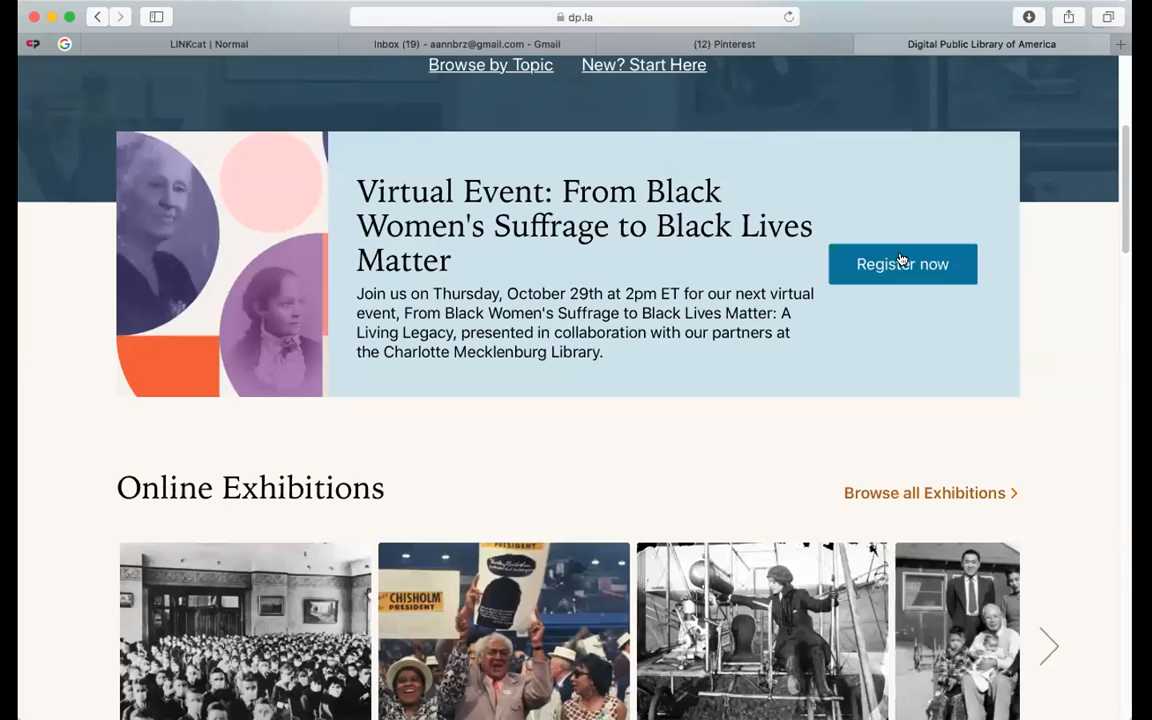 dp.la
LINKcat | Normal
Inbox (19) - aannbrz@gmail.com - Gmail
(12) Pinterest
Digital Public Library of America
Browse by Topic
New? Start Here
Virtual Event: From Black
Women's Suffrage to Black Lives
Matter
Join us on Thursday, October 29th at 2pm ET for our next virtual
event, From Black Women's Suffrage to Black Lives Matter: A
Living Legacy, presented in collaboration with our partners at
the Charlotte Mecklenburg Library.
Register now
Online Exhibitions
Browse all Exhibitions
PRESIDENT
CHISHOLM
PRESIDENT